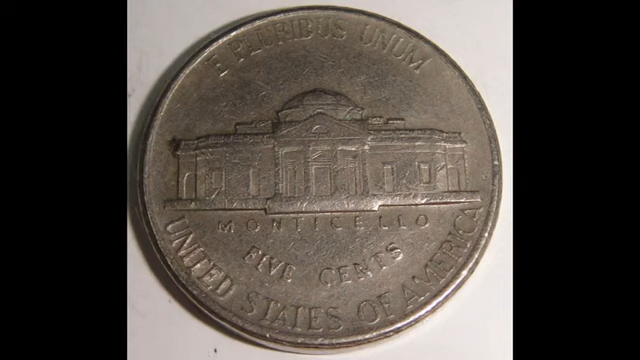 E PLURIBUS UNUM
MONTICELLO
FIVE CENTS
UNITED STATES OF AMERICA